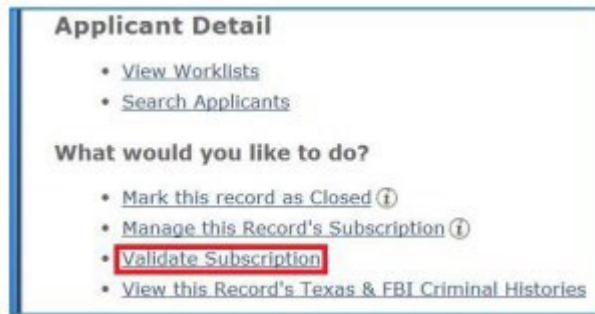 Applicant Detail
View Worklists
Search Applicants
What would you like to do?
Mark this record as Closed
Manage this Record's Subscription
Validate Subscription
View this Record's Texas & FBI Criminal Histories